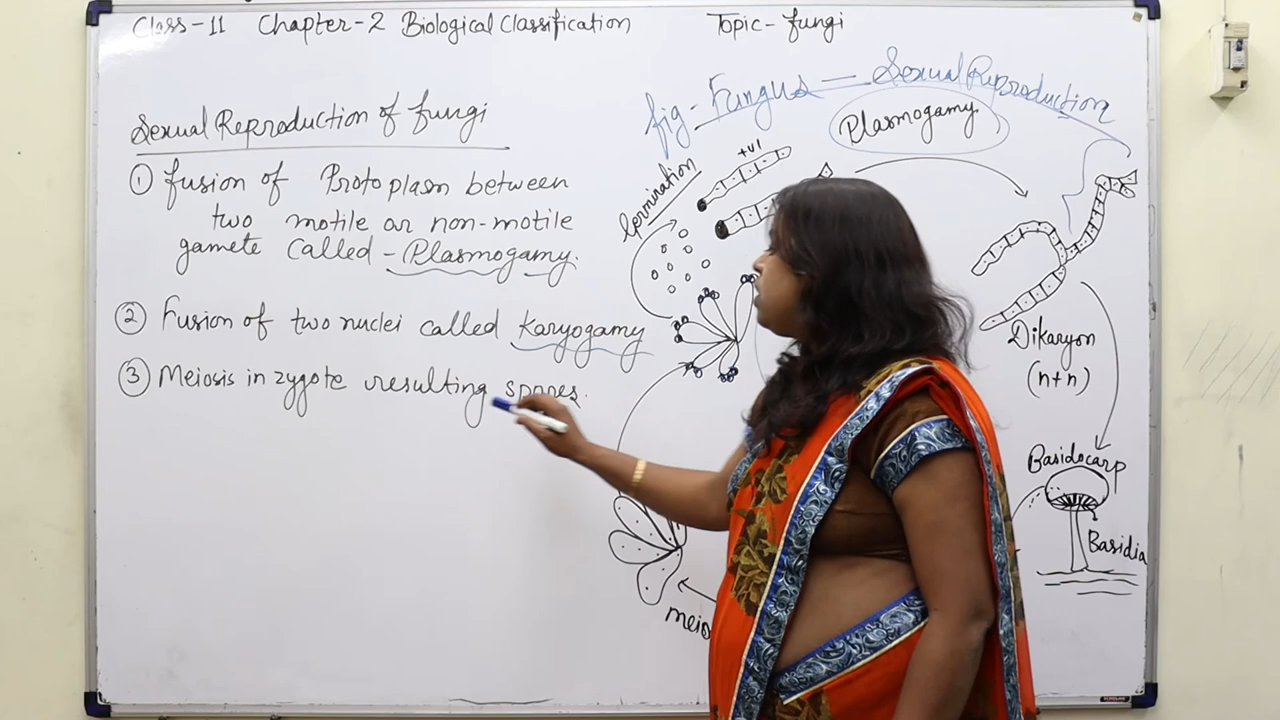 Class-11 Chapter-2 Biological Classification Topic- fungi
fig- Fungus — Sexual Reproduction
Sexual Reproduction of fungi
① fusion of Protoplasm between
two motile or non-motile
gamete called - Plasmogamy.
② Fusion of two nuclei called Karyogamy
③ Meiosis in zygote resulting spores.
Plasmogamy
Germination
Dikaryon
(n+n)
Basidocarp
Basidia